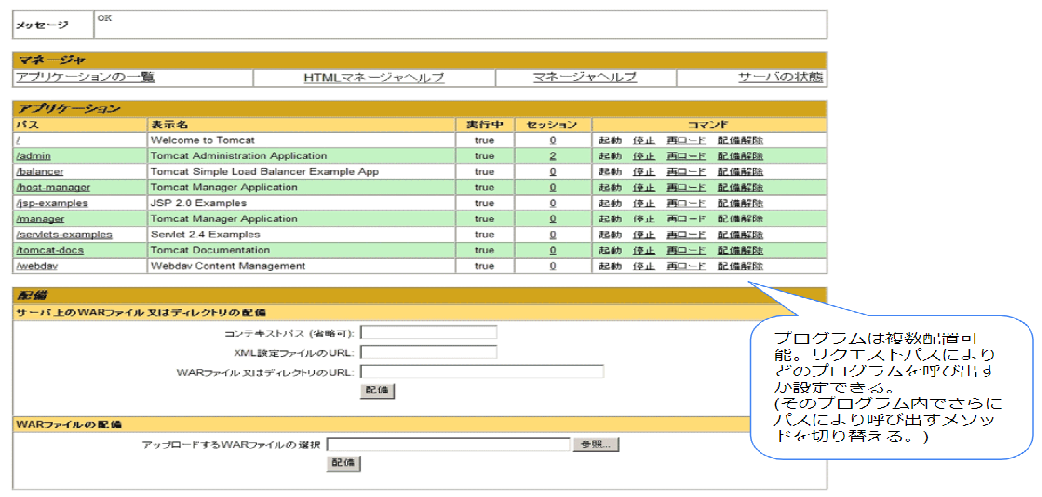 メッセージ OK
マネージャ
アプリケーションの一覧 HTMLマネージャヘルプ マネージャヘルプ サーバの状態
アプリケーション
パス 表示名 実行中 セッション コマンド
/ Welcome to Tomcat true 0 起動 停止 再ロード 配備解除
/admin Tomcat Administration Application true 2 起動 停止 再ロード 配備解除
/balancer Tomcat Simple Load Balancer Example App true 0 起動 停止 再ロード 配備解除
/host-manager Tomcat Manager Application true 0 起動 停止 再ロード 配備解除
/jsp-examples JSP 2.0 Examples true 0 起動 停止 再ロード 配備解除
/manager Tomcat Manager Application true 0 起動 停止 再ロード 配備解除
/servlets-examples Servlet 2.4 Examples true 0 起動 停止 再ロード 配備解除
/tomcat-docs Tomcat Documentation true 0 起動 停止 再ロード 配備解除
/webdav Webdav Content Management true 0 起動 停止 再ロード 配備解除
配備
サーバ上のWARファイル又はディレクトリの配備
コンテキストパス (省略可):
XML設定ファイルのURL:
WARファイル又はディレクトリのURL:
配備
WARファイルの配備
アップロードするWARファイルの選択 参照...
配備
プログラムは複数配置可
能。リクエストパスにより
どのプログラムを呼び出す
か設定できる。
(そのプログラム内でさらに
パスにより呼び出すメソッ
ドを切り替える。)